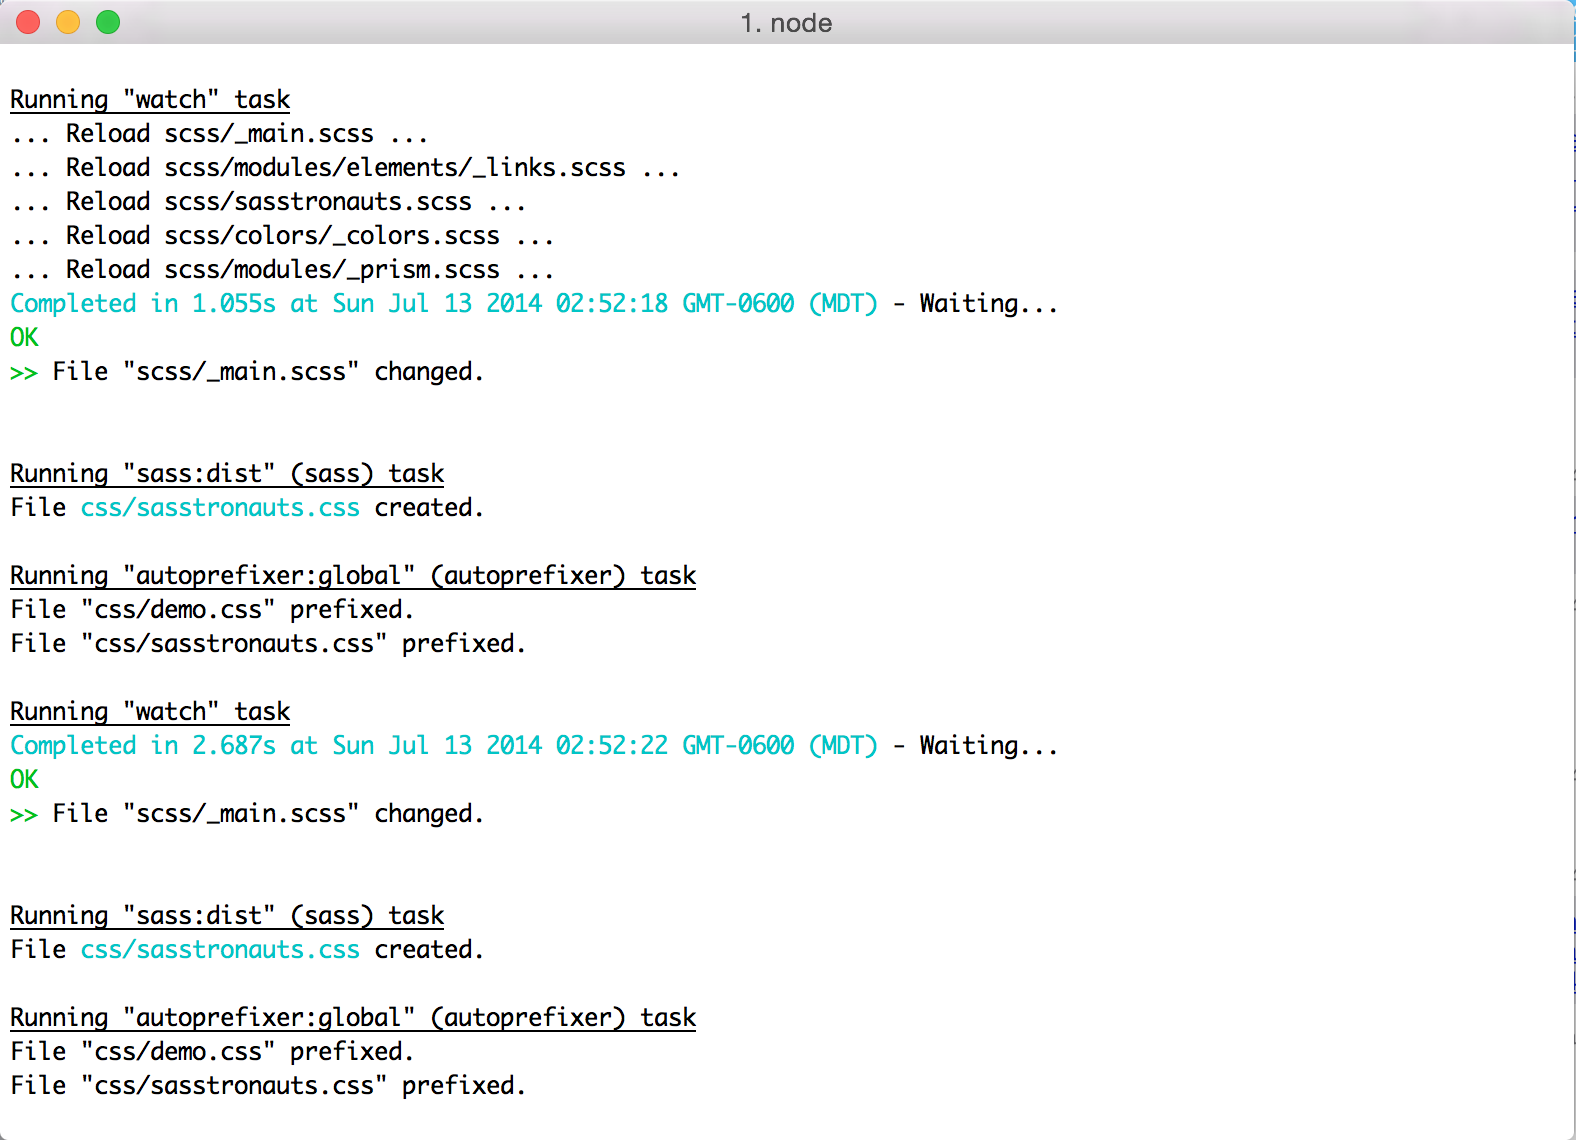 1. node
Running "watch" task
... Reload scss/_main.scss ...
... Reload scss/modules/elements/_links.scss ...
... Reload scss/sasstronauts.scss ...
... Reload scss/colors/_colors.scss ...
... Reload scss/modules/_prism.scss ...
Completed in 1.055s at Sun Jul 13 2014 02:52:18 GMT-0600 (MDT) - Waiting...
OK
>> File "scss/_main.scss" changed.
Running "sass:dist" (sass) task
File css/sasstronauts.css created.
Running "autoprefixer:global" (autoprefixer) task
File "css/demo.css" prefixed.
File "css/sasstronauts.css" prefixed.
Running "watch" task
Completed in 2.687s at Sun Jul 13 2014 02:52:22 GMT-0600 (MDT) - Waiting...
OK
>> File "scss/_main.scss" changed.
Running "sass:dist" (sass) task
File css/sasstronauts.css created.
Running "autoprefixer:global" (autoprefixer) task
File "css/demo.css" prefixed.
File "css/sasstronauts.css" prefixed.